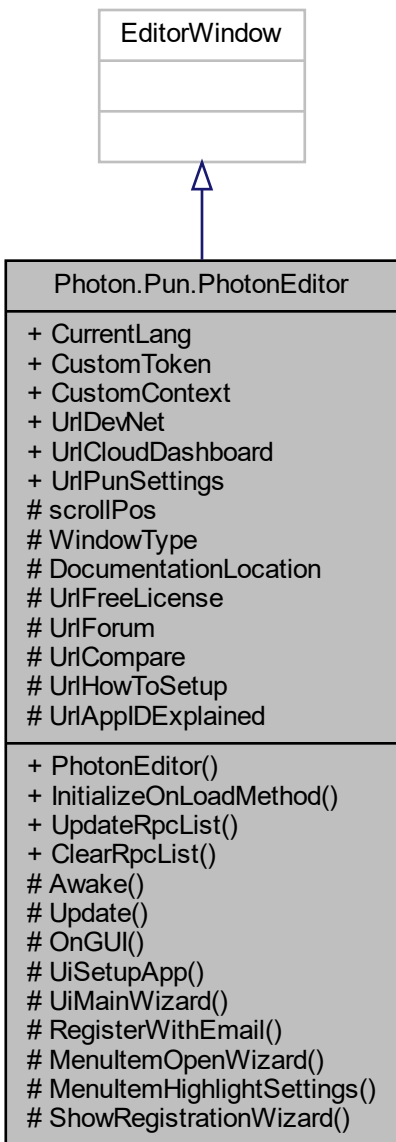 EditorWindow
Photon.Pun.PhotonEditor
+ CurrentLang
+ CustomToken
+ CustomContext
+ UrlDevNet
+ UrlCloudDashboard
+ UrlPunSettings
# scrollPos
# WindowType
# DocumentationLocation
# UrlFreeLicense
# UrlForum
# UrlCompare
# UrlHowToSetup
# UrlAppIDExplained
+ PhotonEditor()
+ InitializeOnLoadMethod()
+ UpdateRpcList()
+ ClearRpcList()
# Awake()
# Update()
# OnGUI()
# UiSetupApp()
# UiMainWizard()
# RegisterWithEmail()
# MenuItemOpenWizard()
# MenuItemHighlightSettings()
# ShowRegistrationWizard()